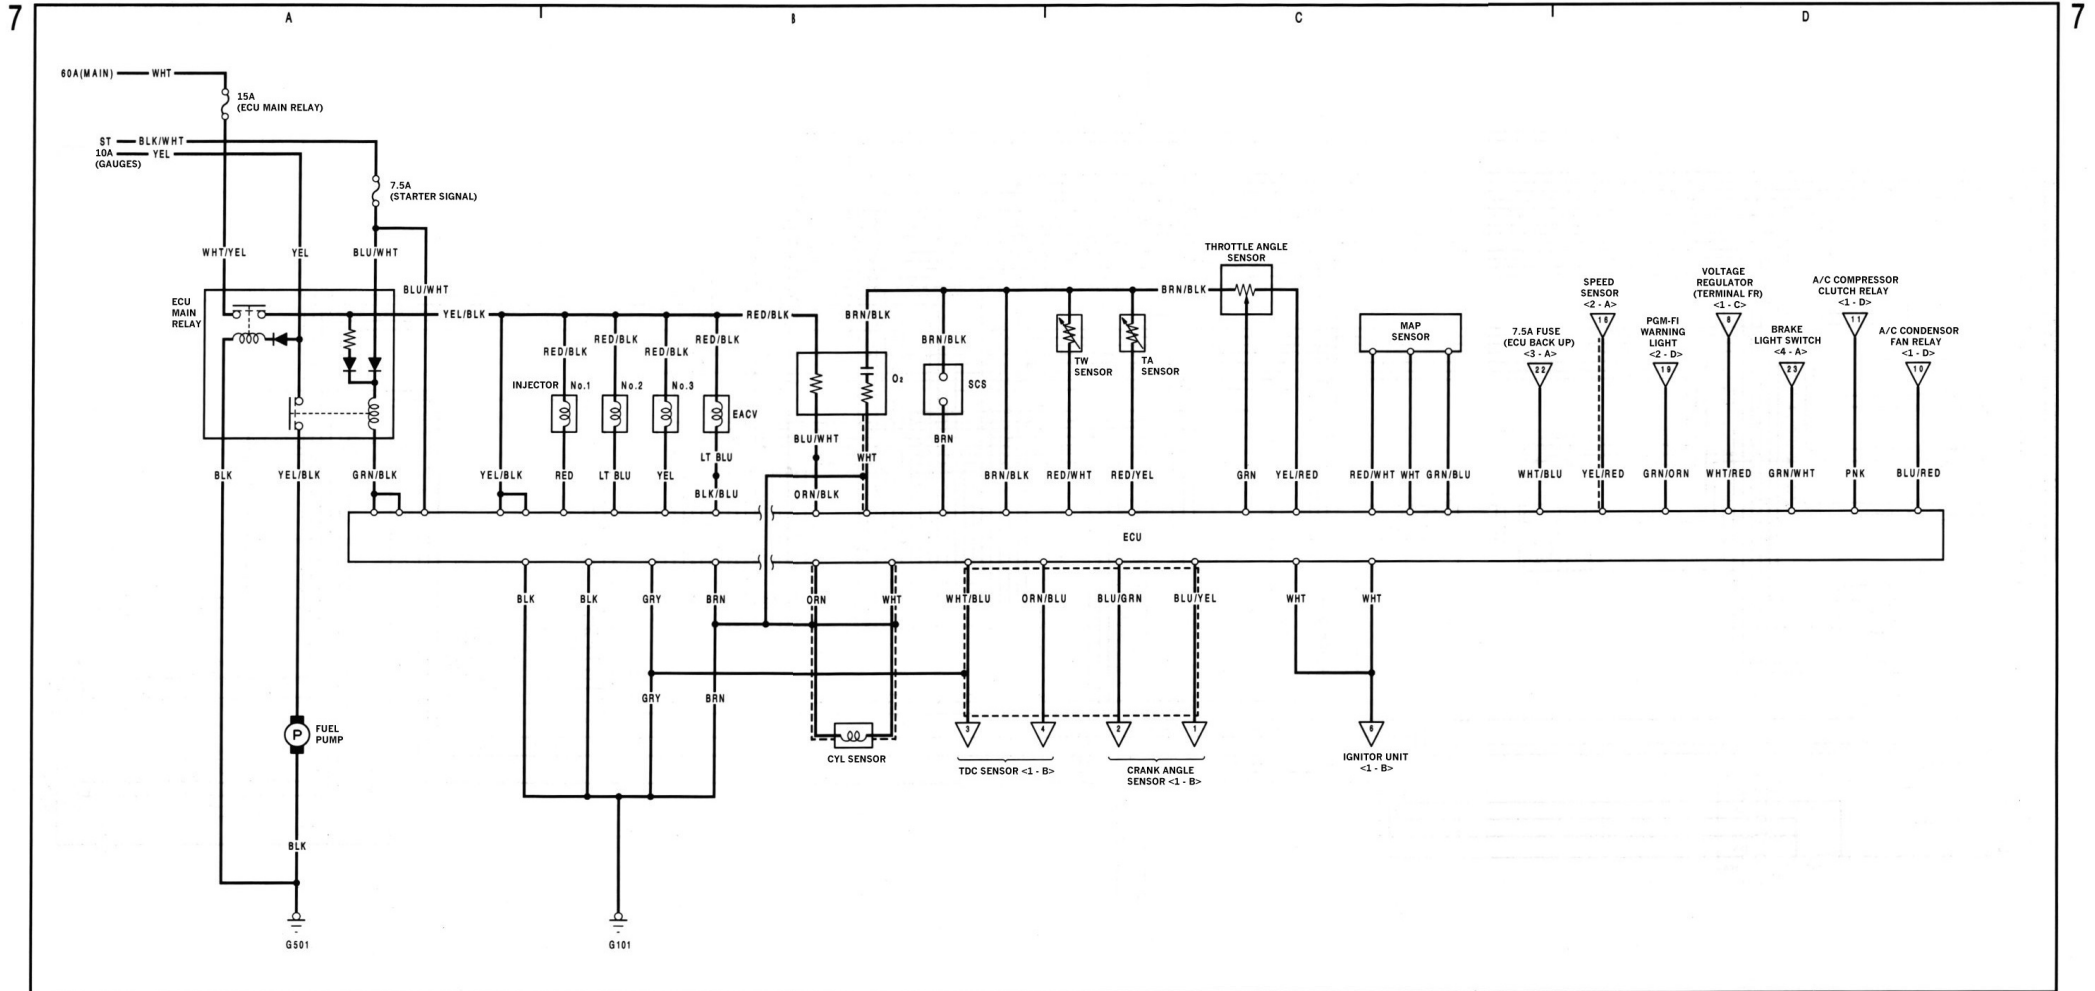 7
7
A
B
C
D
60A(MAIN)
WHT
15A
(ECU MAIN RELAY)
ST
BLK/WHT
10A
YEL
(GAUGES)
7.5A
(STARTER SIGNAL)
WHT/YEL
YEL
BLU/WHT
BLU/WHT
ECU
MAIN
RELAY
YEL/BLK
RED/BLK
RED/BLK
RED/BLK
RED/BLK
RED/BLK
INJECTOR
No.1
No.2
No.3
EACV
BRN/BLK
O₂
BRN/BLK
SCS
BRN/BLK
THROTTLE ANGLE
SENSOR
TW
SENSOR
TA
SENSOR
MAP
SENSOR
7.5A FUSE
(ECU BACK UP)
<3 - A>
22
SPEED
SENSOR
<2 - A>
16
PGM-FI
WARNING
LIGHT
<2 - D>
19
VOLTAGE
REGULATOR
(TERMINAL FR)
<1 - C>
8
BRAKE
LIGHT SWITCH
<4 - A>
23
A/C COMPRESSOR
CLUTCH RELAY
<1 - D>
11
A/C CONDENSOR
FAN RELAY
<1 - D>
10
BLU/WHT
BRN
LT BLU
WHT
BLK
YEL/BLK
GRN/BLK
YEL/BLK
RED
LT BLU
YEL
BLK/BLU
ORN/BLK
BRN/BLK
RED/WHT
RED/YEL
GRN
YEL/RED
RED/WHT
WHT
GRN/BLU
WHT/BLU
YEL/RED
GRN/ORN
WHT/RED
GRN/WHT
PNK
BLU/RED
ECU
BLK
BLK
GRY
BRN
ORN
WHT
WHT/BLU
ORN/BLU
BLU/GRN
BLU/YEL
WHT
WHT
GRY
BRN
P
FUEL
PUMP
CYL SENSOR
3
4
2
1
6
TDC SENSOR <1 - B>
CRANK ANGLE
SENSOR <1 - B>
IGNITOR UNIT
<1 - B>
BLK
G501
G101